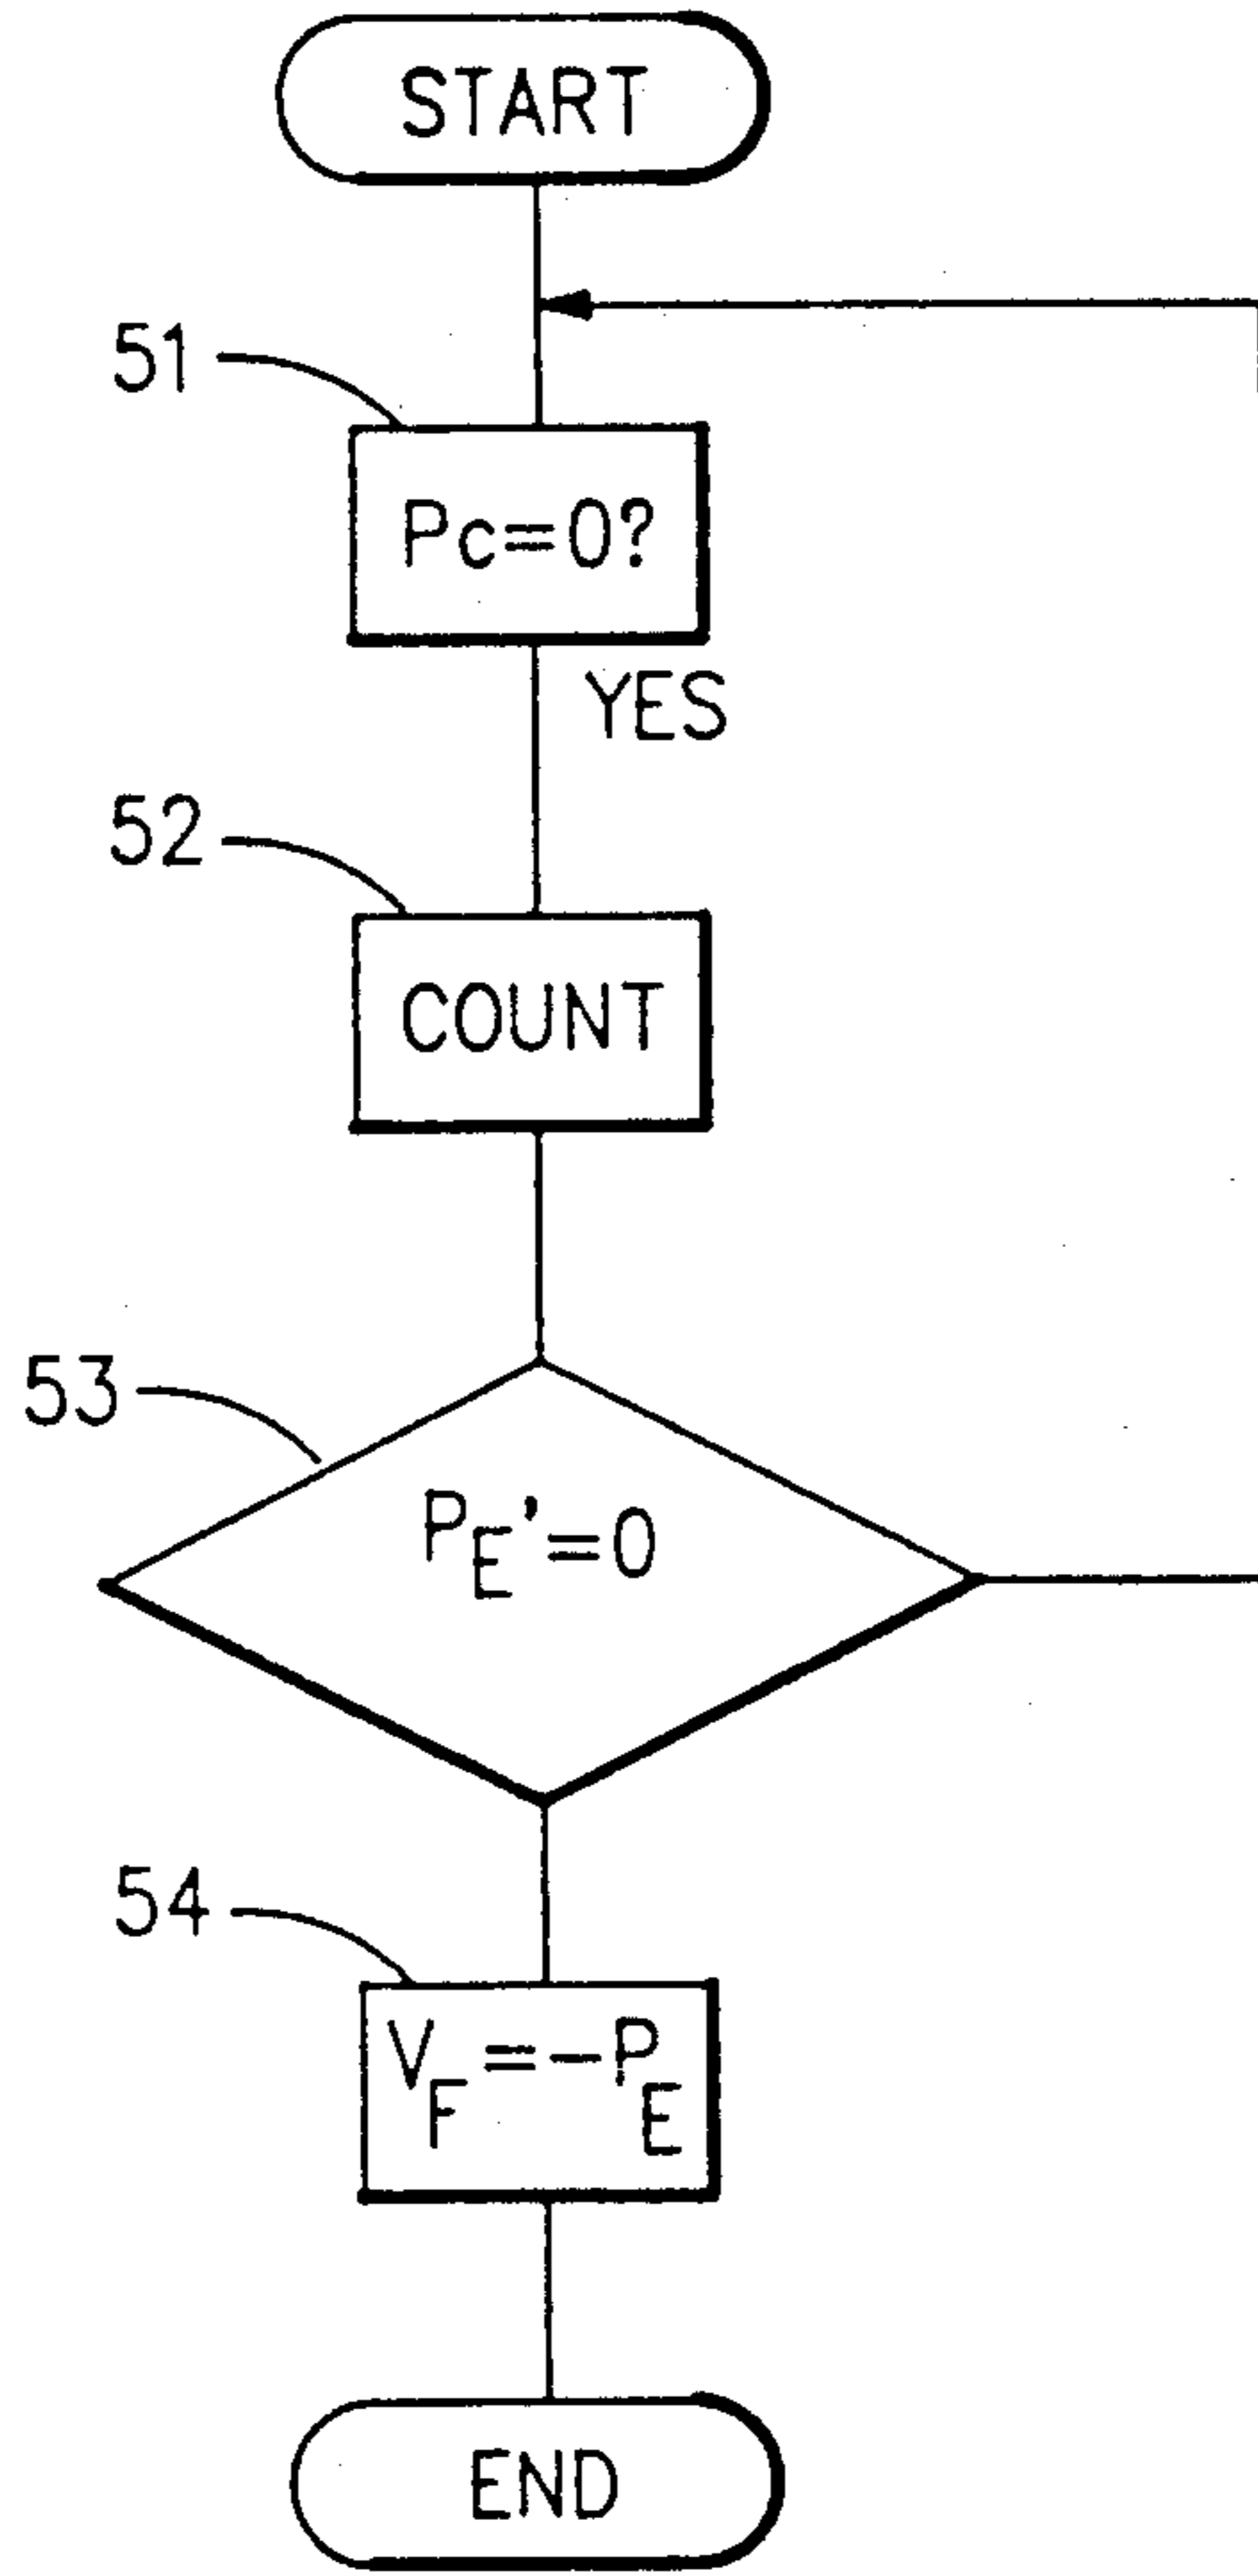 START
51
Pc=0?
YES
52
COUNT
53
PE'=0
54
VF=-PE
END